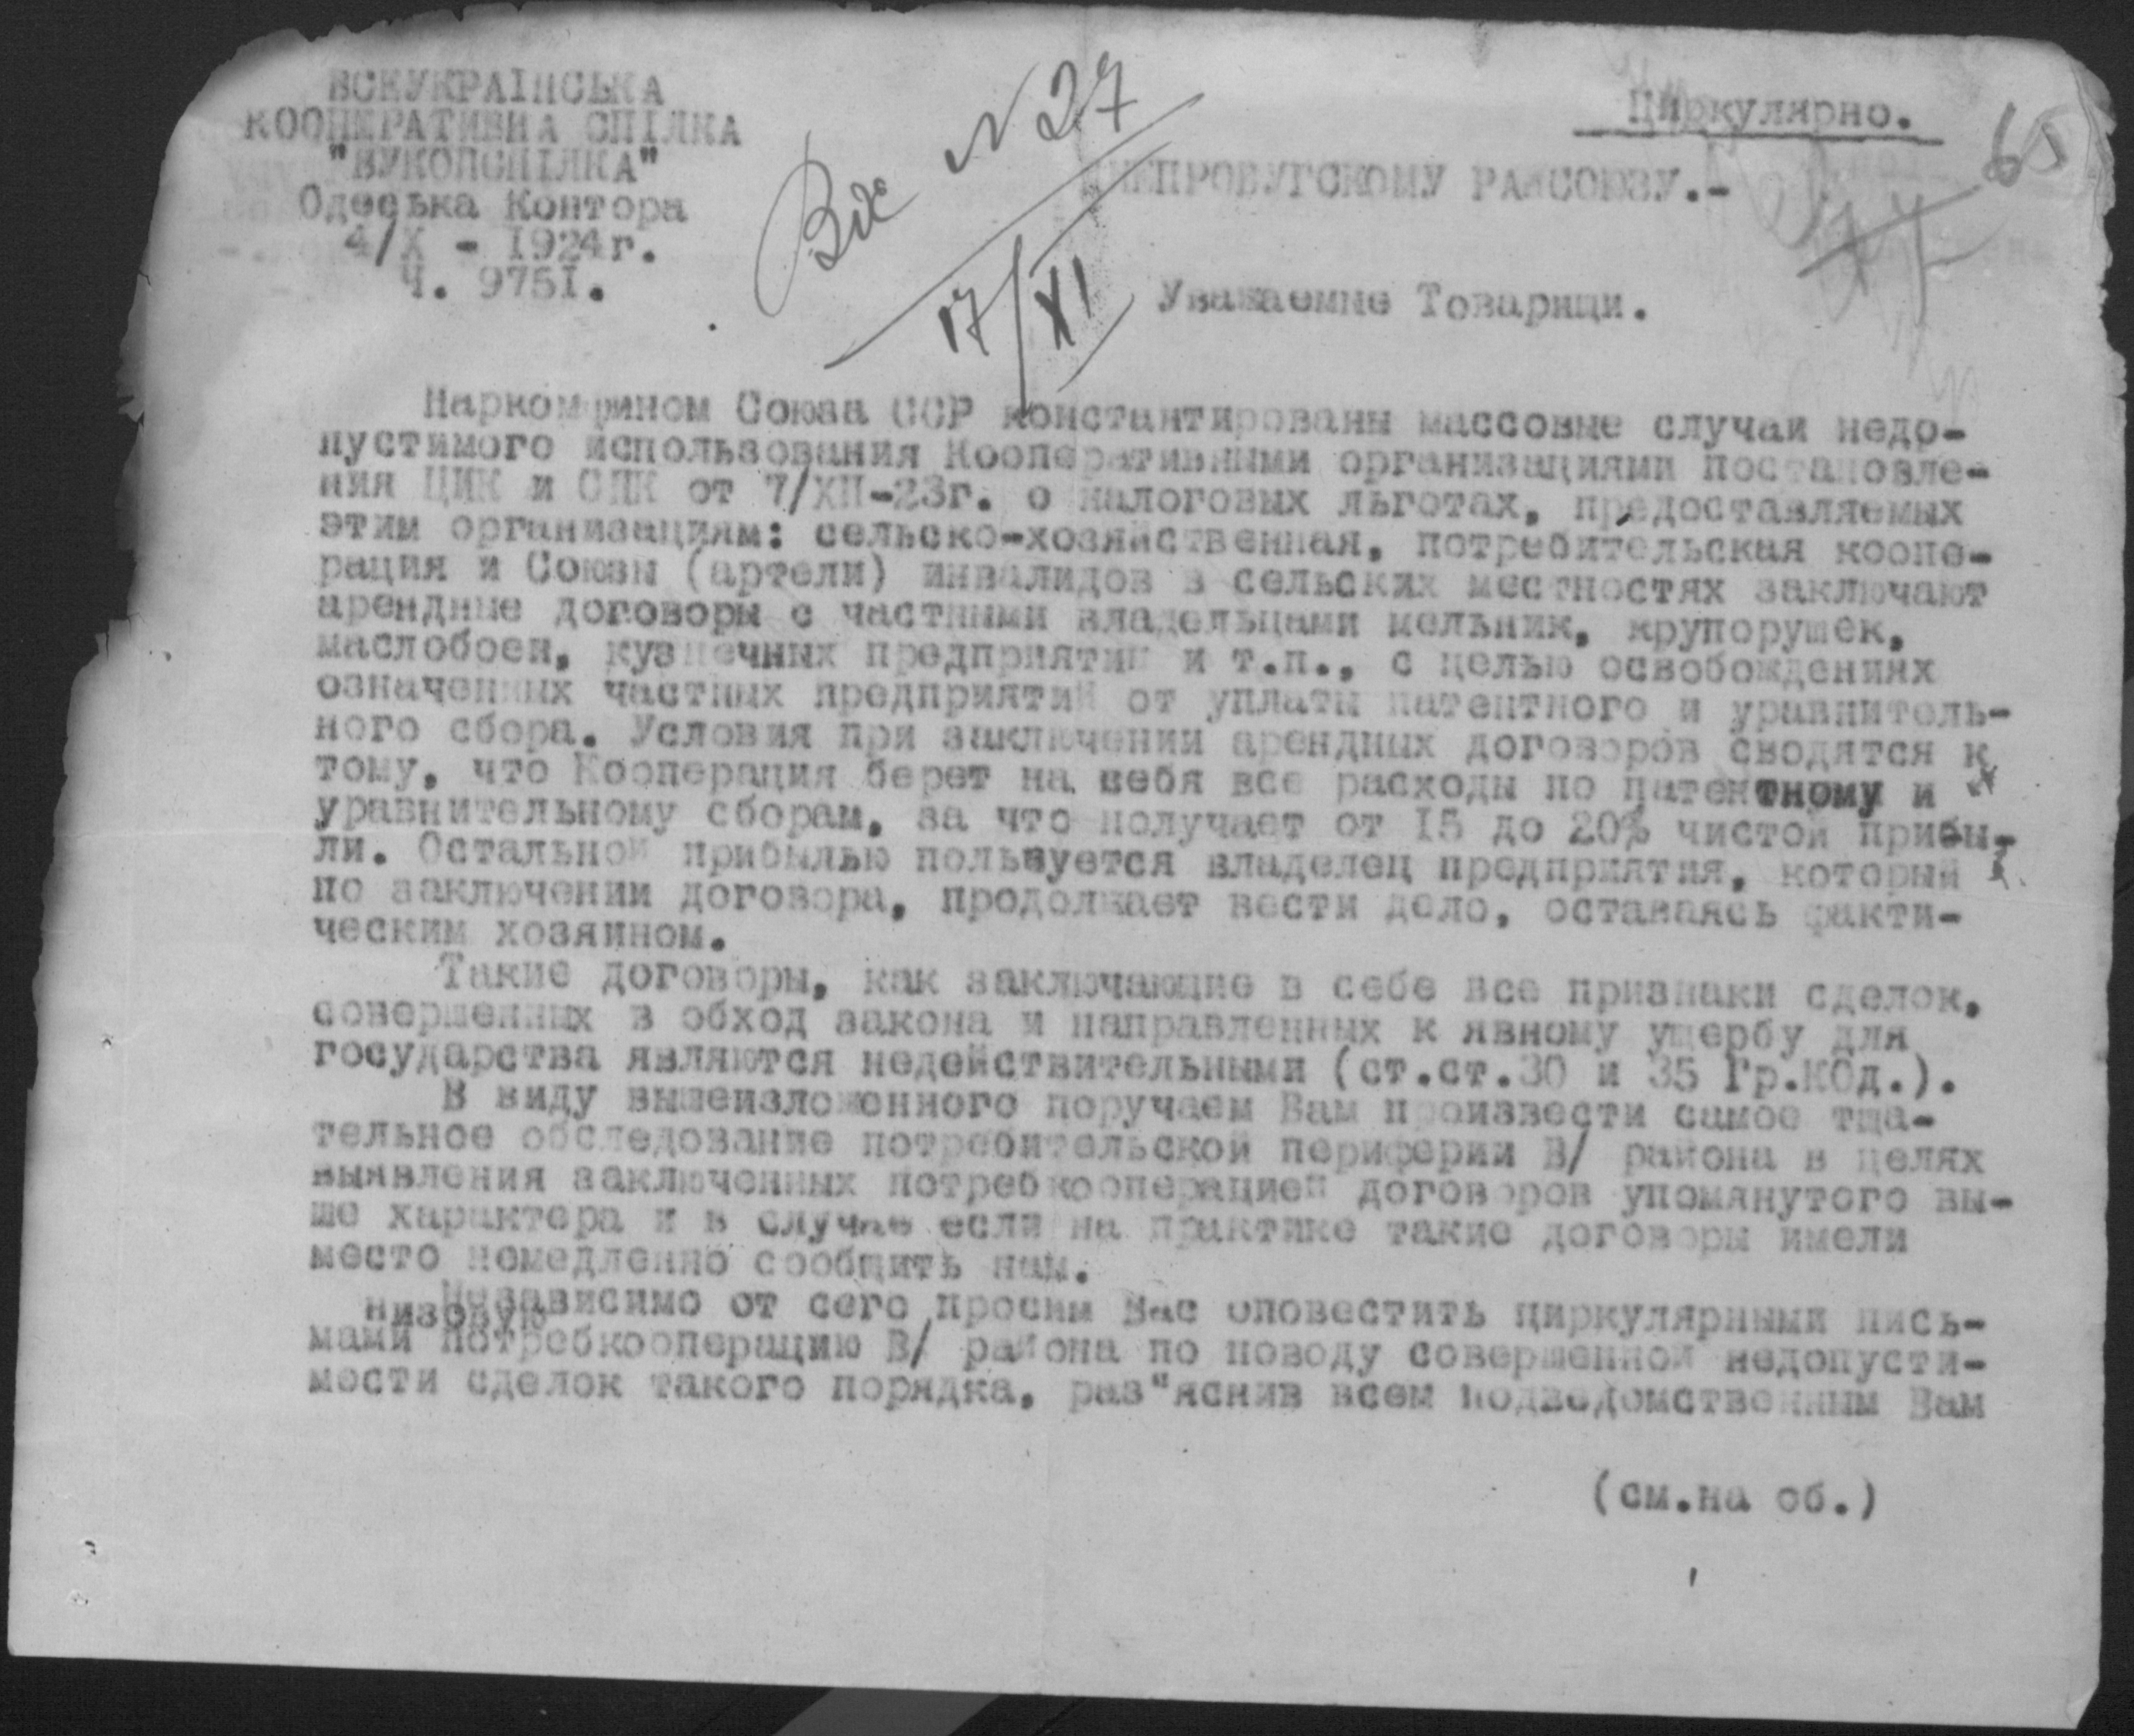 ВСЕУКРАІНСЬКА
КООПЕРАТИВНА СПІЛКА
"ВУКОПСПІЛКА"
Одеська Контора
4/X - 1924г.
Ч. 975I.
№ 27
17/XI
Циркулярно.
65
ДНЕПРОБУГСКОМУ РАЙСОЮЗУ.-
Уважаемые Товарищи.
Наркомфином Союза ССР константированы массовые случаи недо-
пустимого использования Кооперативными организациями постановле-
ния ЦИК и СНК от 7/XII-23г. о налоговых льготах, предоставляемых
этим организациям: сельско-хозяйственная, потребительская коопе-
рация и Союзы (артели) инвалидов в сельских местностях заключают
арендные договоры с частными владельцами мельниц, крупорушек,
маслобоен, кузнечных предприятий и т.п., с целью освобождениях
означенных частных предприятий от уплаты патентного и уравнитель-
ного сбора. Условия при заключении арендных договоров сводятся к
тому, что Кооперация берет на себя все расходы по патентному и
уравнительному сборам, за что получает от I5 до 20% чистой прибы-
ли. Остальной прибылью пользуется владелец предприятия, который
по заключении договора, продолжает вести дело, оставаясь факти-
ческим хозяином.
Такие договоры, как заключающие в себе все признаки сделок,
совершенных в обход закона и направленных к явному ущербу для
государства являются недействительными (ст.ст.30 и 35 Гр.КОд.).
В виду вышеизложенного поручаем Вам произвести самое тща-
тельное обследование потребительской периферии В/ района в целях
выявления заключенных потребкооперацией договоров упомянутого вы-
ше характера и в случае если на практике такие договоры имели
место немедленно сообщить нам.
Независимо от сего просим Вас оповестить циркулярными пись-
низовую
мами потребкооперацию В/ района по поводу совершенной недопусти-
мости сделок такого порядка, раз"яснив всем подведомственным Вам
(см.на об.)